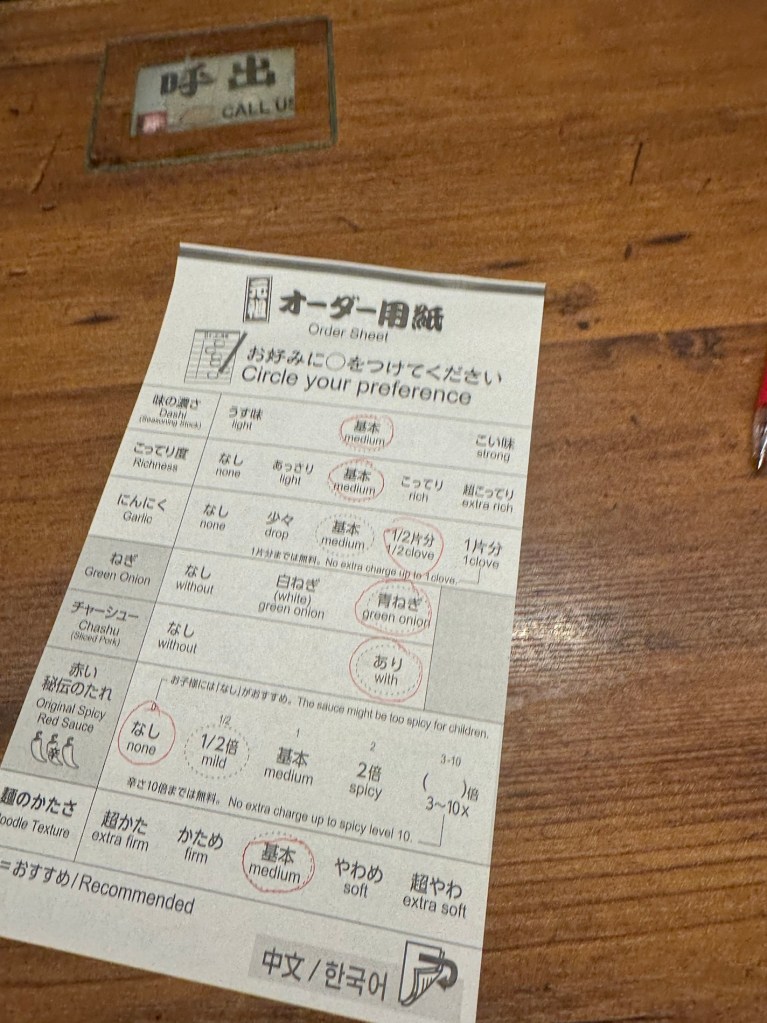 呼出
CALL US
元祖 オーダー用紙
Order Sheet
お好みに○をつけてください
Circle your preference
味の濃さ うす味 基本 こい味
Dashi light medium strong
(Seasoning Stock)
こってり度 なし あっさり 基本 こってり 超こってり
Richness none light medium rich extra rich
にんにく なし 少々 基本 1/2片分 1片分
Garlic none drop medium 1/2clove 1clove
1片分までは無料。No extra charge up to 1clove.
ねぎ なし 白ねぎ 青ねぎ
Green Onion without (white) green onion
green onion
チャーシュー なし あり
Chashu without with
(Sliced Pork)
お子様には「なし」がおすすめ。The sauce might be too spicy for children.
赤い
秘伝のたれ
Original Spicy
Red Sauce
辛
0 1/2 1 2 3-10
なし 1/2倍 基本 2倍 ( )倍
none mild medium spicy 3~10x
辛さ10倍までは無料。No extra charge up to spicy level 10.
麺のかたさ 超かた かため 基本 やわめ 超やわ
oodle Texture extra firm firm medium soft extra soft
=おすすめ/Recommended
中文/한국어